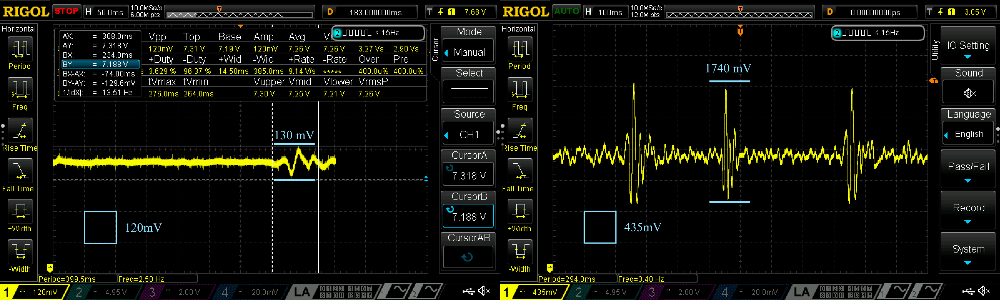 RIGOL STOP H 50.0ms 10.0MSa/s 6.00M pts T D 183.000000ms T 1 7.68 V
Horizontal
Period
Freq
Rise Time
Fall Time
+Width
-Width
AX: = 308.0ms
AY: = 7.318 V
BX: = 234.0ms
BY: = 7.188 V
BX-AX: = -74.00ms
BY-AY: = -129.6mV
1/|dX|: = 13.51 Hz
Vpp Top Base Amp Avg
120mV 7.31 V 7.19 V 120mV 7.26 V 7.26 V 3.27 Vs 2.90 Vs
+Duty -Duty +Wid -Wid +Rate -Rate Over Pre
3.629 % 96.37 % 14.50ms 385.0ms 9.14 V/s ***** 400.0u% 400.0u%
tVmax tVmin Vupper Vmid Vlower VrmsP
276.0ms 264.0ms 7.30 V 7.25 V 7.21 V 7.26 V
2 < 15Hz
130 mV
120mV
Cursor
Mode
Manual
Select
Source
CH1
CursorA
7.318 V
CursorB
7.188 V
CursorAB
Period=399.5ms Freq=2.50 Hz
1 120mV 2 4.95 V 3 2.00 V 4 20.0mV LA 0 1 2 3 4 5 6 7 1 2
8 9 10 11 12 13 14 15
RIGOL AUTO H 100ms 10.0MSa/s 12.0M pts T D 0.00000000ps T 1 3.05 V
Horizontal
Period
Freq
Rise Time
Fall Time
+Width
-Width
T
2 < 15Hz
1740 mV
435mV
T
Utility
IO Setting
Sound
Language
English
Pass/Fail
Record
System
Period=294.0ms Freq=3.40 Hz
1 435mV 2 4.95 V 3 2.00 V 4 20.0mV LA 0 1 2 3 4 5 6 7 1 2
8 9 10 11 12 13 14 15